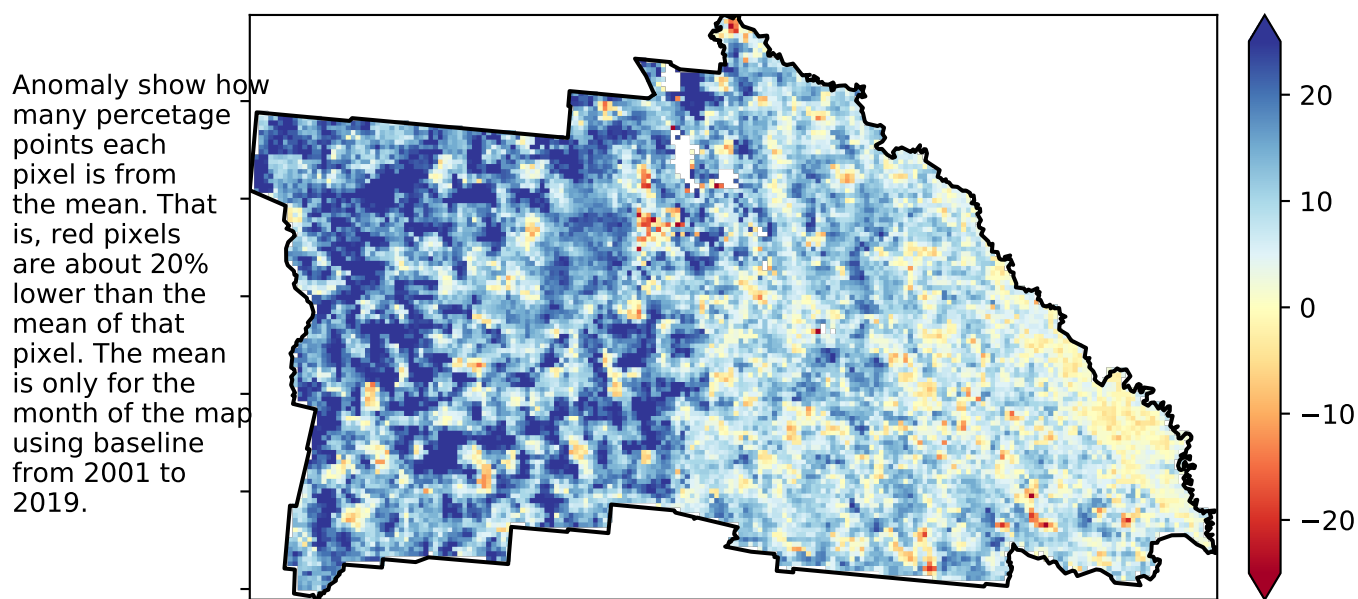 Anomaly show how
many percetage
points each
pixel is from
the mean. That
is, red pixels
are about 20%
lower than the
mean of that
pixel. The mean
is only for the
month of the map
using baseline
from 2001 to
2019.
20
10
0
−10
−20